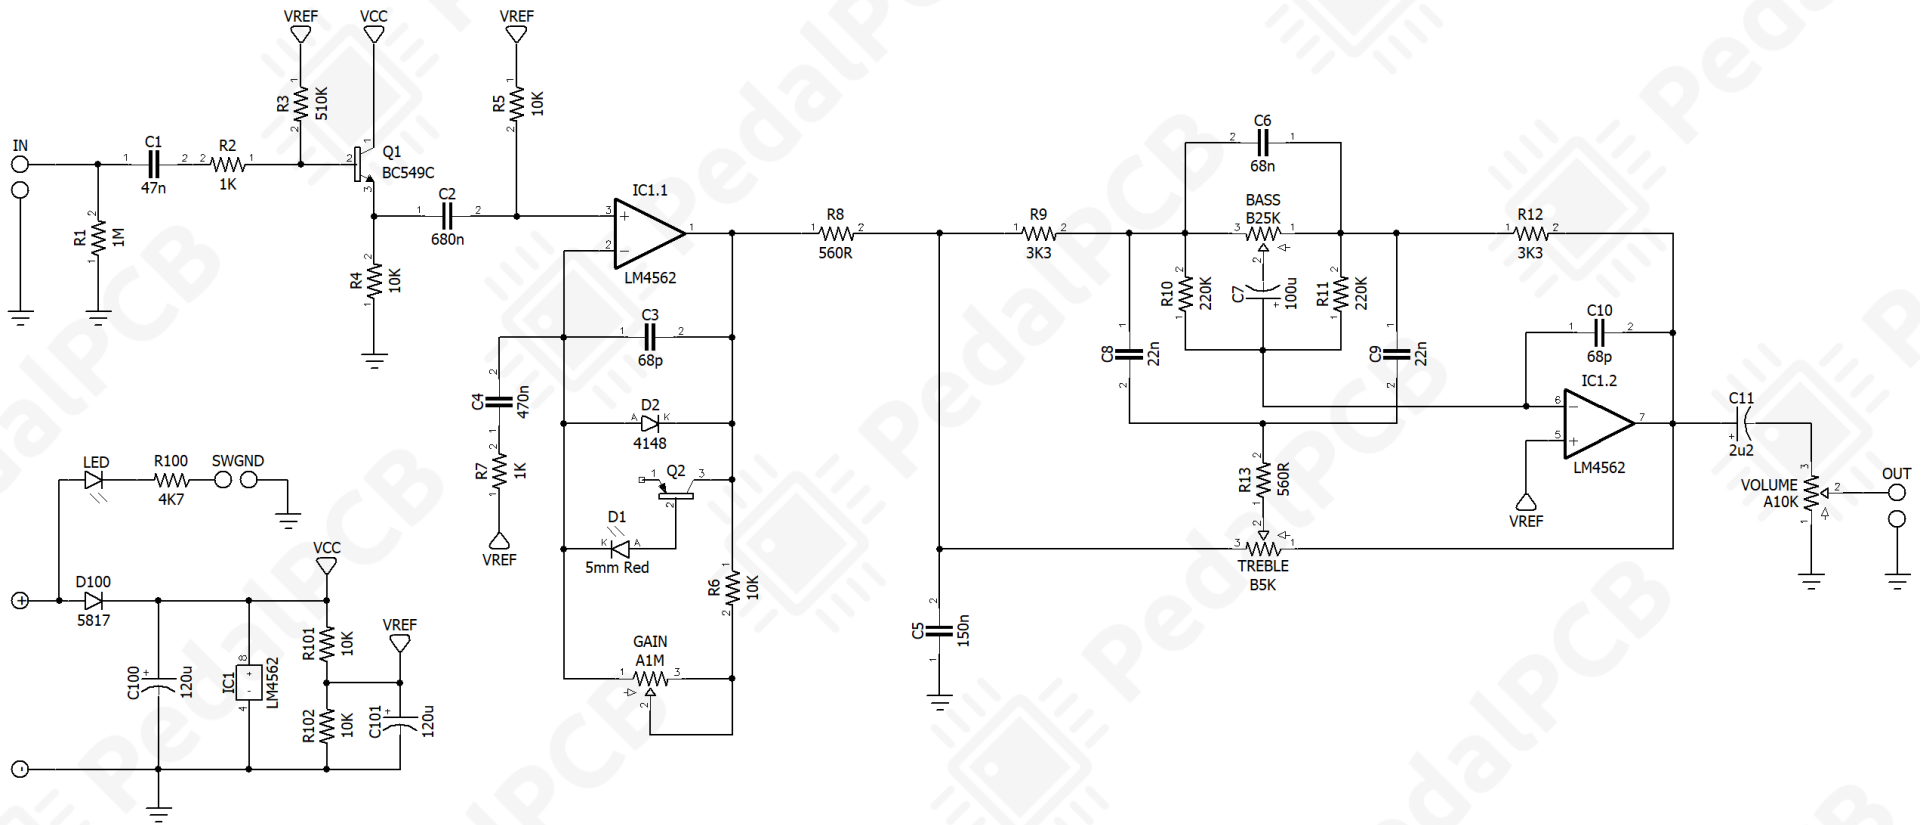 VREF
VCC
VREF
R3
510K
R5
10K
IN
C1
47n
R2
1K
Q1
BC549C
R1
1M
C2
680n
R4
10K
IC1.1
LM4562
C3
68p
C4
470n
R7
1K
VREF
D2
4148
Q2
D1
5mm Red
R6
10K
GAIN
A1M
R8
560R
C5
150n
R9
3K3
C6
68n
BASS
B25K
R10
220K
C7
100u
R11
220K
C8
22n
C9
22n
R12
3K3
C10
68p
IC1.2
LM4562
VREF
R13
560R
TREBLE
B5K
C11
2u2
VOLUME
A10K
OUT
LED
R100
4K7
SWGND
D100
5817
VCC
VREF
C100
120u
IC1
LM4562
R101
10K
R102
10K
C101
120u
PedalPCB